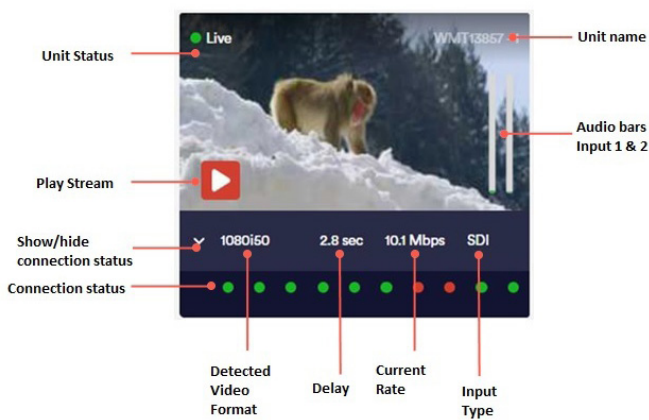 Live
WMT13857
Unit Status
Unit name
Audio bars
Input 1 & 2
Play Stream
Show/hide
connection status
1080i50
2.8 sec
10.1 Mbps
SDI
Connection status
Detected
Video
Format
Delay
Current
Rate
Input
Type